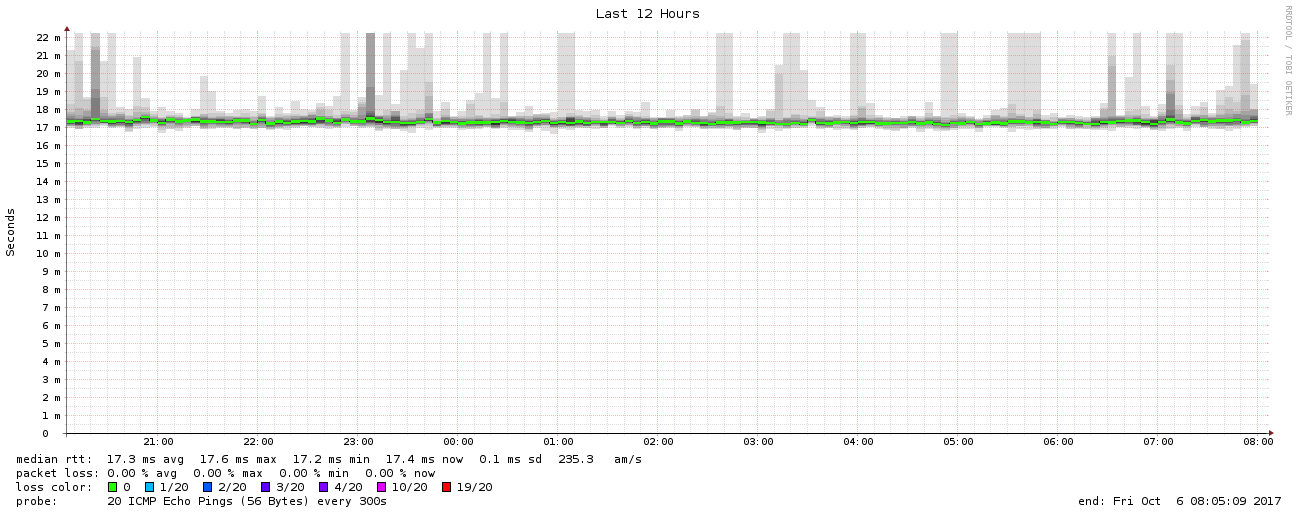 Last 12 Hours
RRDTOOL / TOBI OETIKER
22 m
21 m
20 m
19 m
18 m
17 m
16 m
15 m
14 m
13 m
12 m
11 m
10 m
9 m
8 m
7 m
6 m
5 m
4 m
3 m
2 m
1 m
0
Seconds
21:00 22:00 23:00 00:00 01:00 02:00 03:00 04:00 05:00 06:00 07:00 08:00
median rtt: 17.3 ms avg 17.6 ms max 17.2 ms min 17.4 ms now 0.1 ms sd 235.3 am/s
packet loss: 0.00 % avg 0.00 % max 0.00 % min 0.00 % now
loss color: 0 1/20 2/20 3/20 4/20 10/20 19/20
probe: 20 ICMP Echo Pings (56 Bytes) every 300s end: Fri Oct 6 08:05:09 2017